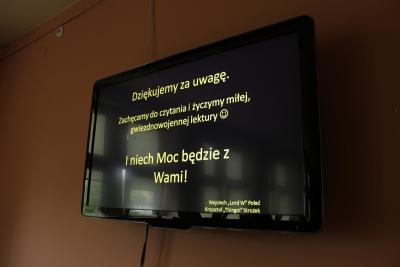 Dziękujemy za uwagę.
Zachęcamy do czytania i życzymy miłej,
gwiezdnowojennej lektury ☺
I niech Moc będzie z
Wami!
Wojciech „Lord W” Połeć
Krzysztof „Thingol” Strożek